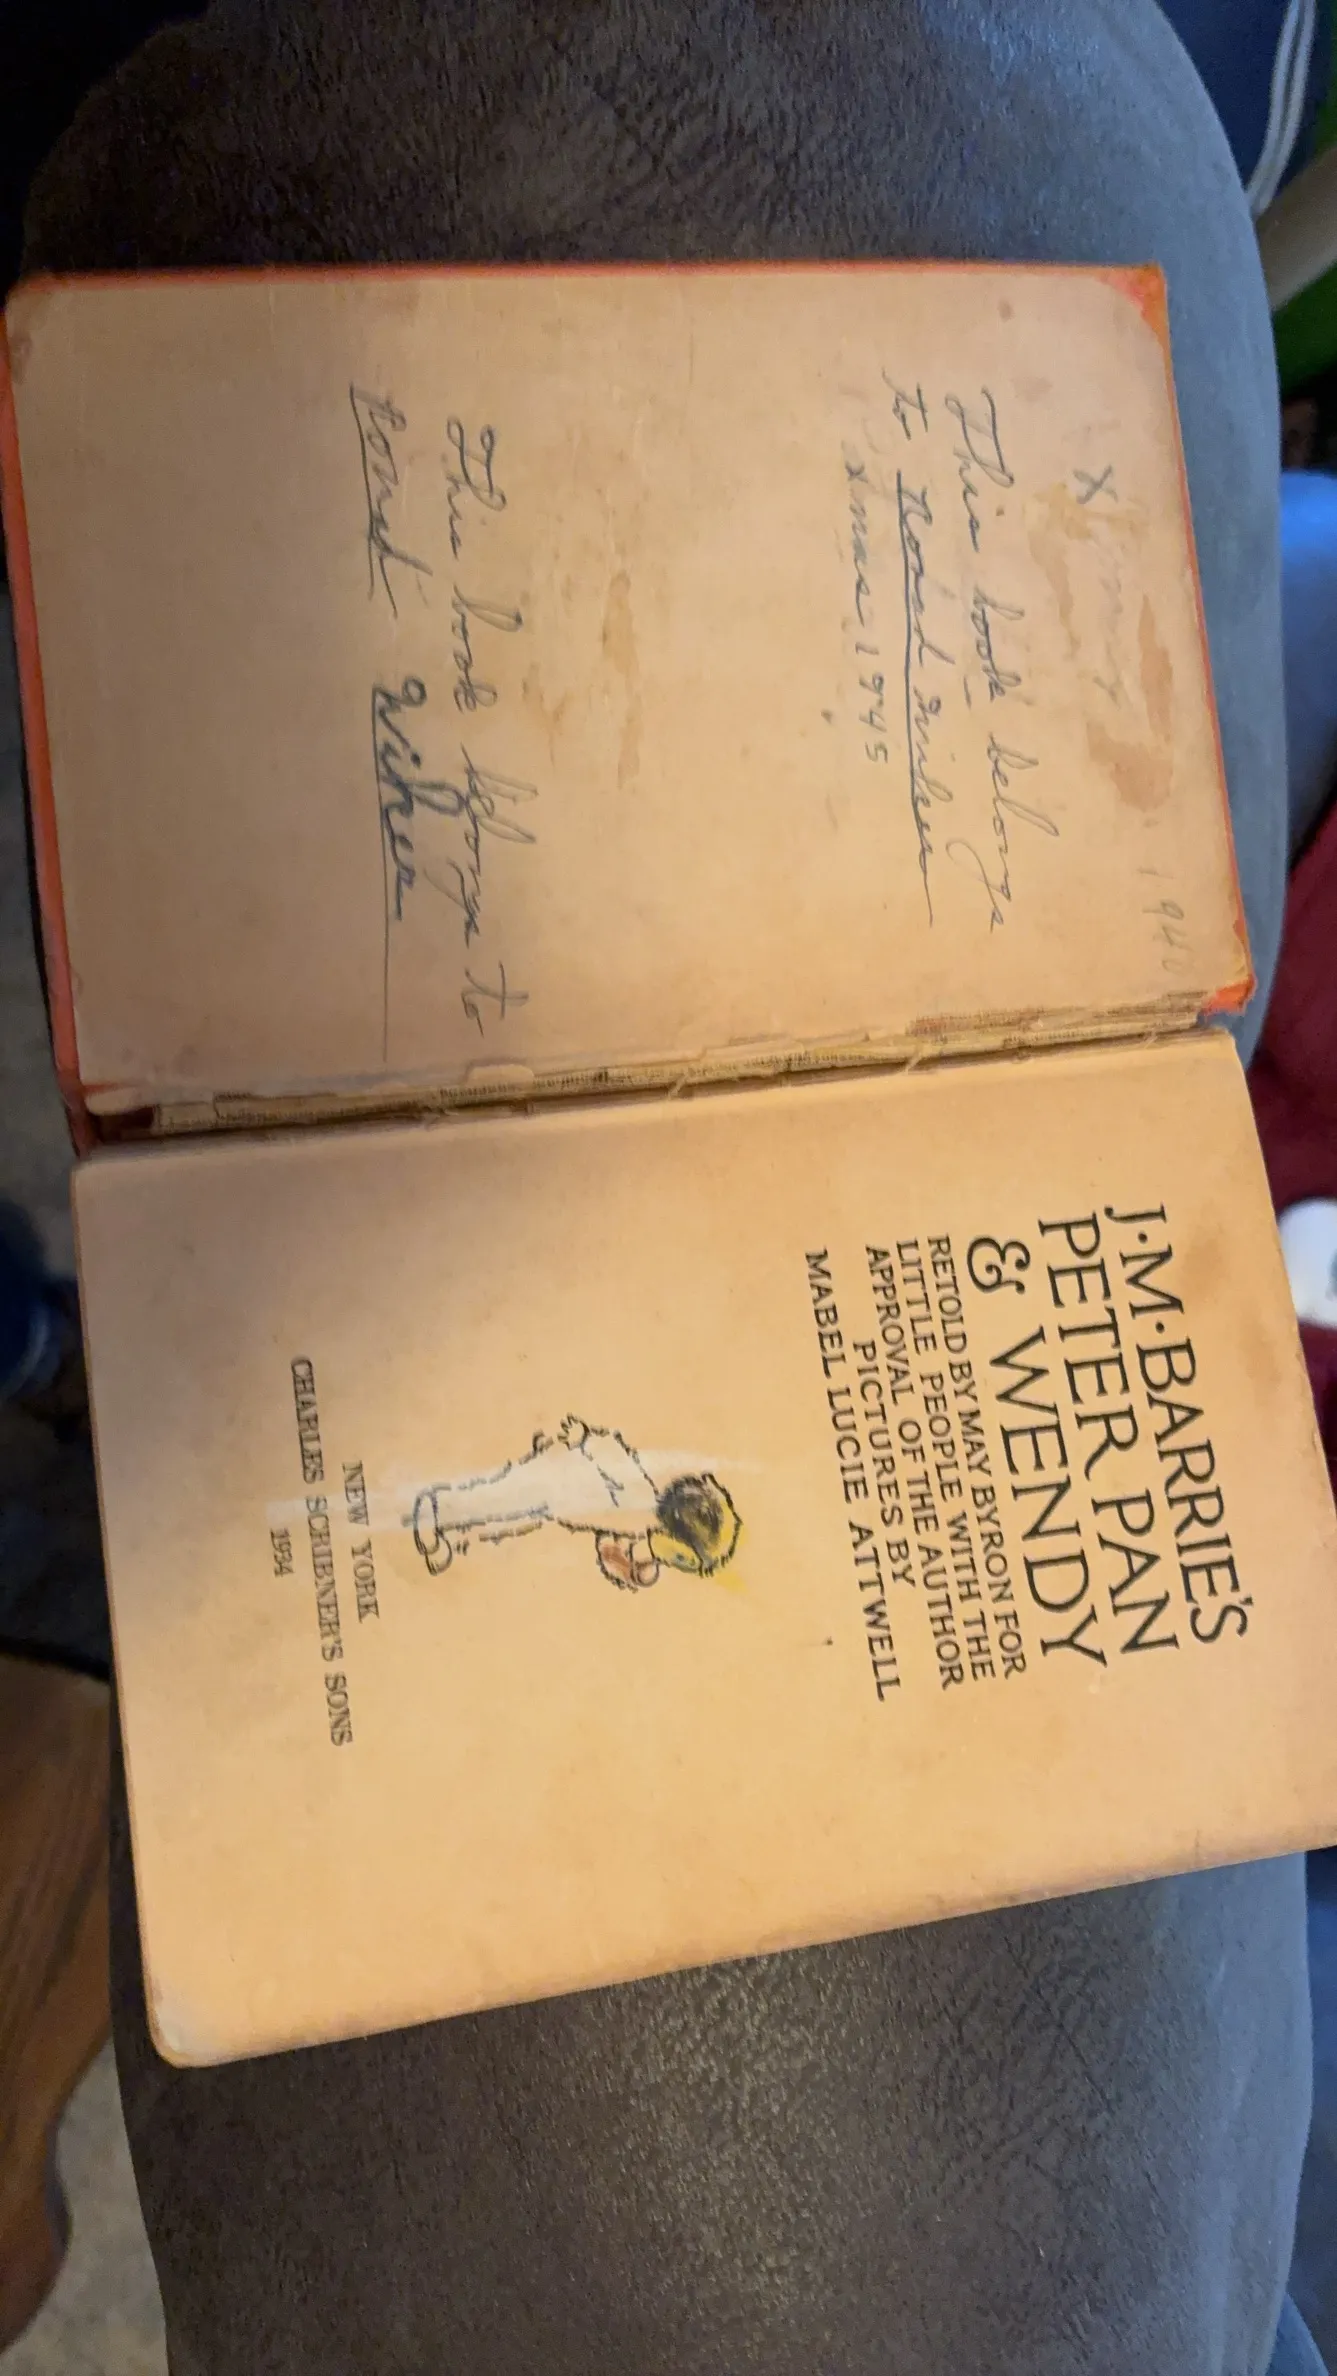 1940
This book belongs
to
Xmas 1945
This book belongs to
J·M·BARRIE'S
PETER PAN
& WENDY
RETOLD BY MAY BYRON FOR
LITTLE PEOPLE WITH THE
APPROVAL OF THE AUTHOR
PICTURES BY
MABEL LUCIE ATTWELL
NEW YORK
CHARLES SCRIBNER'S SONS
1934